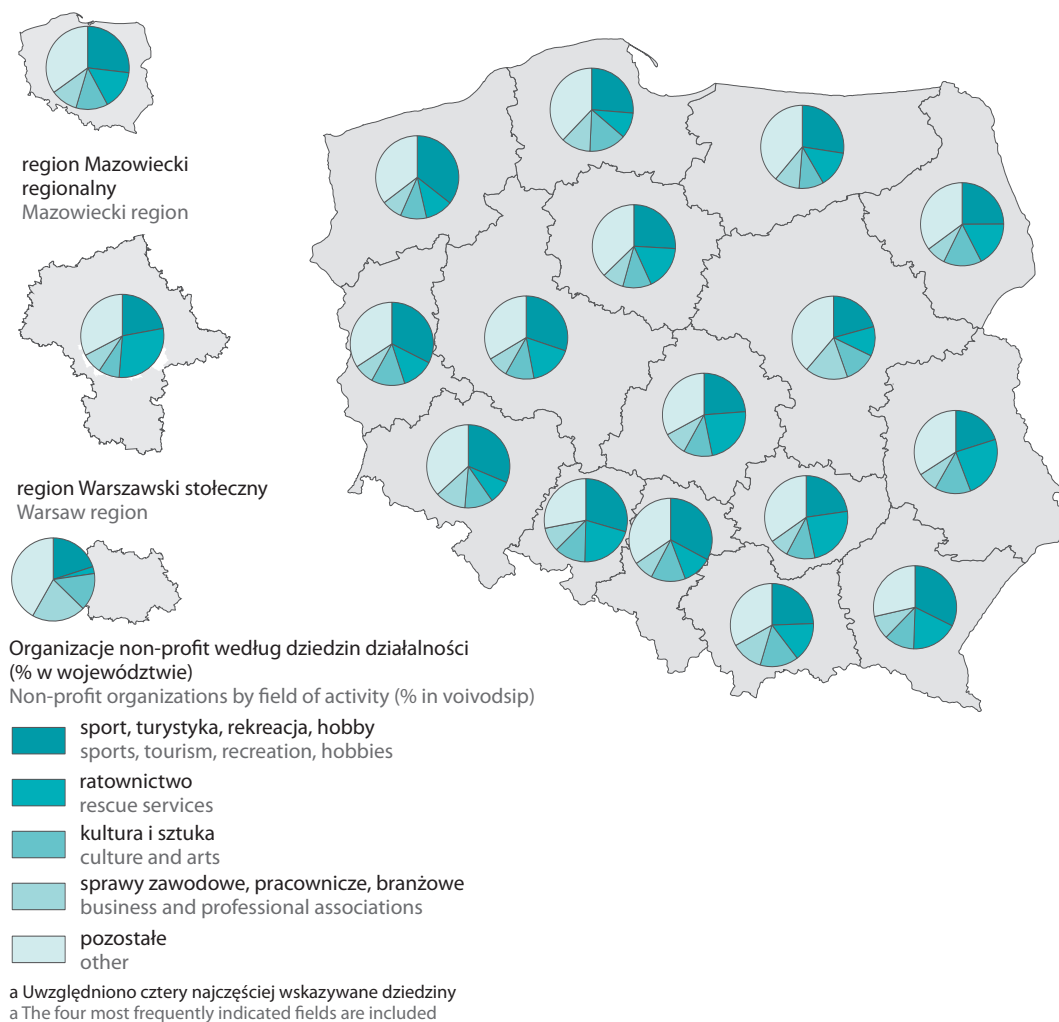 region Mazowiecki
regionalny
Mazowiecki region
region Warszawski stołeczny
Warsaw region
Organizacje non-profit według dziedzin działalności
(% w województwie)
Non-profit organizations by field of activity (% in voivodsip)
sport, turystyka, rekreacja, hobby
sports, tourism, recreation, hobbies
ratownictwo
rescue services
kultura i sztuka
culture and arts
sprawy zawodowe, pracownicze, branżowe
business and professional associations
pozostałe
other
a Uwzględniono cztery najczęściej wskazywane dziedziny
a The four most frequently indicated fields are included